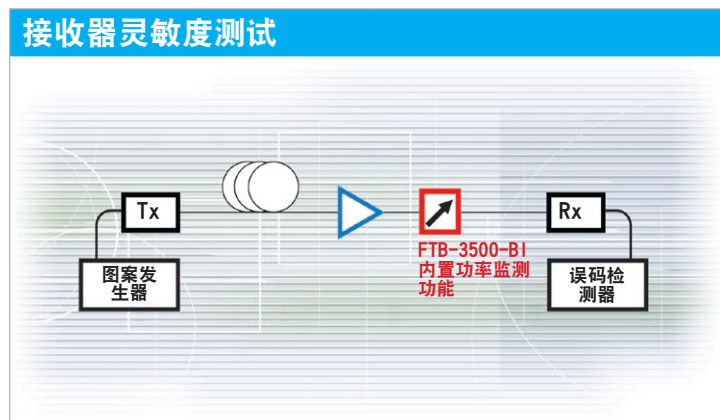 接收器灵敏度测试
Tx
Rx
FTB-3500-BI
内置功率监测
功能
图案发
生器
误码检
测器